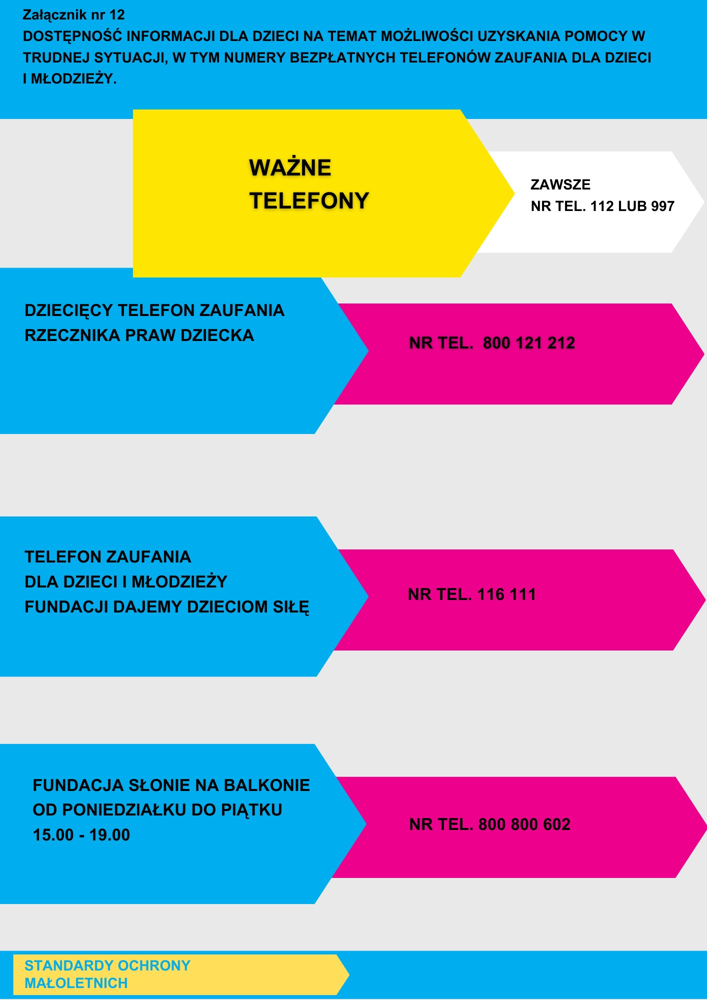 Załącznik nr 12
DOSTĘPNOŚĆ INFORMACJI DLA DZIECI NA TEMAT MOŻLIWOŚCI UZYSKANIA POMOCY W
TRUDNEJ SYTUACJI, W TYM NUMERY BEZPŁATNYCH TELEFONÓW ZAUFANIA DLA DZIECI
I MŁODZIEŻY.
WAŻNE
TELEFONY
ZAWSZE
NR TEL. 112 LUB 997
DZIECIĘCY TELEFON ZAUFANIA
RZECZNIKA PRAW DZIECKA
NR TEL.  800 121 212
TELEFON ZAUFANIA
DLA DZIECI I MŁODZIEŻY
FUNDACJI DAJEMY DZIECIOM SIŁĘ
NR TEL. 116 111
FUNDACJA SŁONIE NA BALKONIE
OD PONIEDZIAŁKU DO PIĄTKU
15.00 - 19.00
NR TEL. 800 800 602
STANDARDY OCHRONY
MAŁOLETNICH